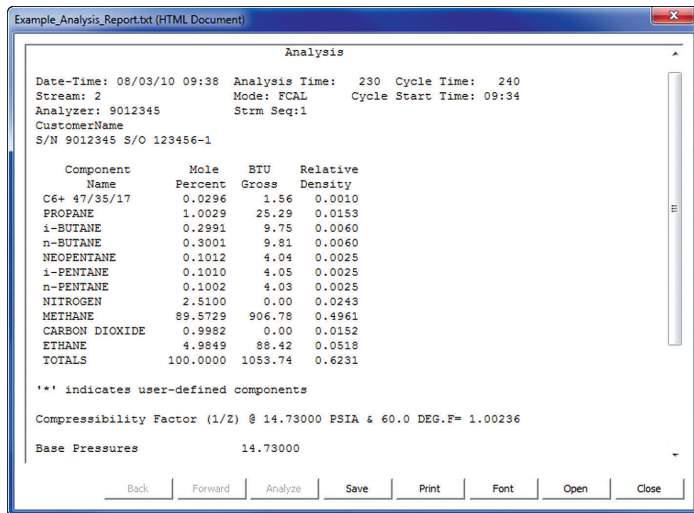 Example_Analysis_Report.txt (HTML Document)
Analysis
Date-Time: 08/03/10 09:38 Analysis Time: 230 Cycle Time: 240
Stream: 2 Mode: FCAL Cycle Start Time: 09:34
Analyzer: 9012345 Strm Seq:1
CustomerName
S/N 9012345 S/O 123456-1
Component Mole BTU Relative
Name Percent Gross Density
C6+ 47/35/17 0.0296 1.56 0.0010
PROPANE 1.0029 25.29 0.0153
i-BUTANE 0.2991 9.75 0.0060
n-BUTANE 0.3001 9.81 0.0060
NEOPENTANE 0.1012 4.04 0.0025
i-PENTANE 0.1010 4.05 0.0025
n-PENTANE 0.1002 4.03 0.0025
NITROGEN 2.5100 0.00 0.0243
METHANE 89.5729 906.78 0.4961
CARBON DIOXIDE 0.9982 0.00 0.0152
ETHANE 4.9849 88.42 0.0518
TOTALS 100.0000 1053.74 0.6231
'*' indicates user-defined components
Compressibility Factor (1/Z) @ 14.73000 PSIA & 60.0 DEG.F= 1.00236
Base Pressures 14.73000
Back Forward Analyze Save Print Font Open Close